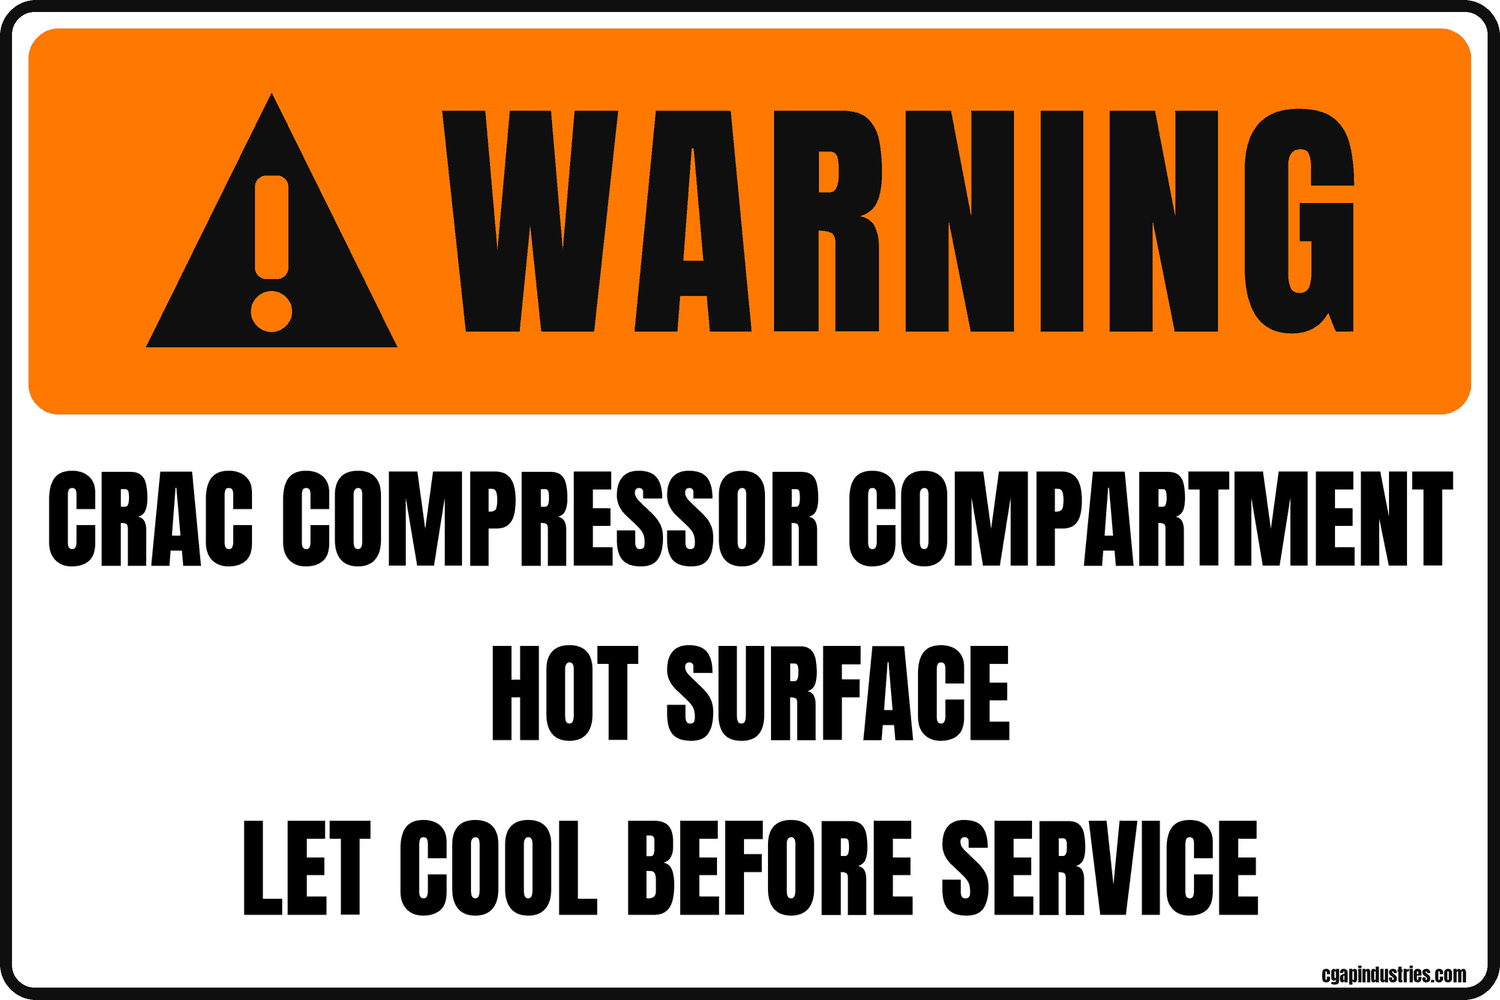 WARNING
CRAC COMPRESSOR COMPARTMENT
HOT SURFACE
LET COOL BEFORE SERVICE
cgapindustries.com